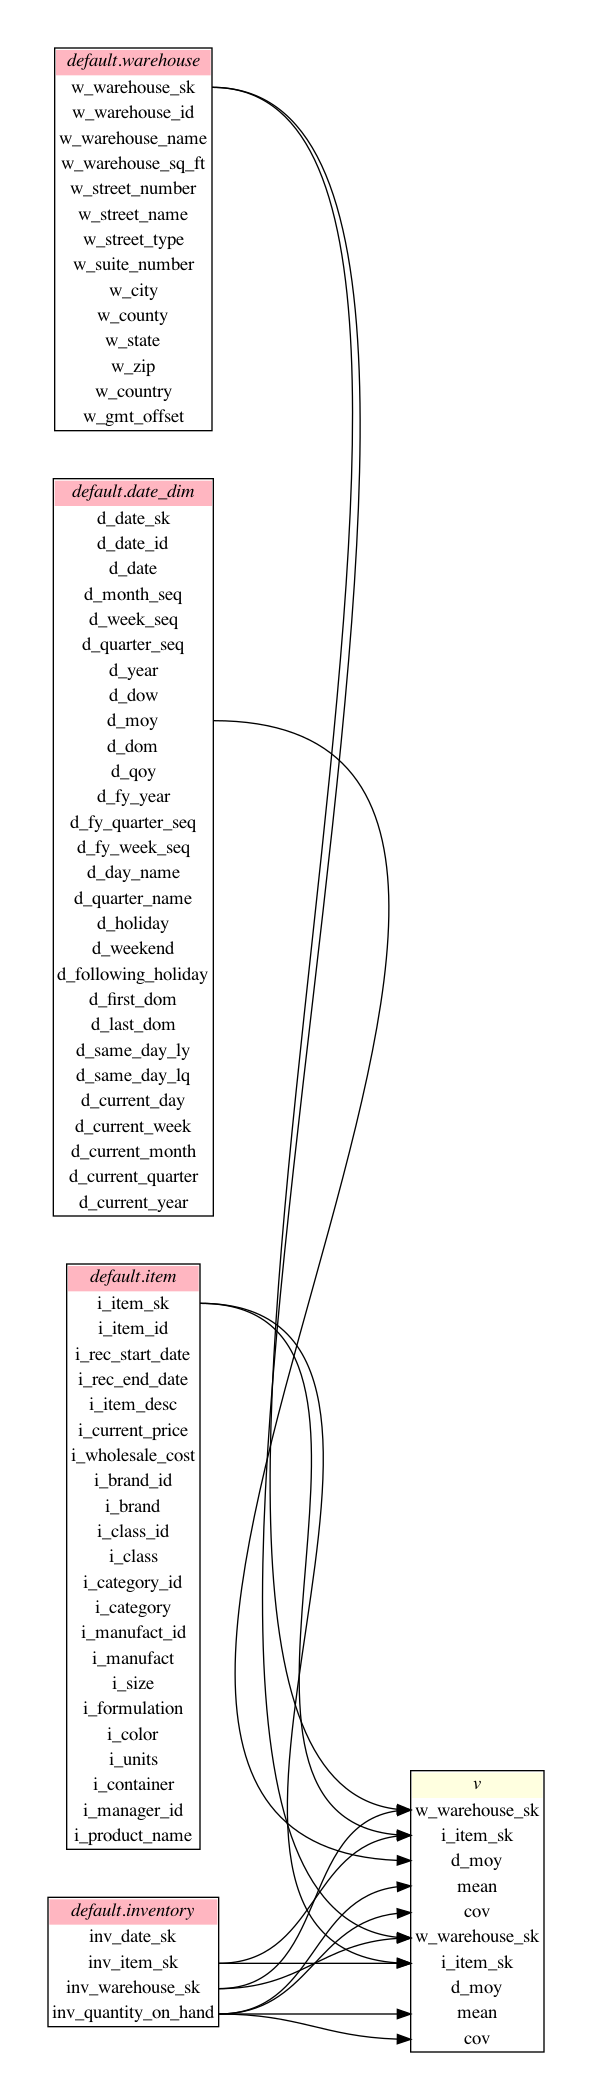 default.warehouse
w_warehouse_sk
w_warehouse_id
w_warehouse_name
w_warehouse_sq_ft
w_street_number
w_street_name
w_street_type
w_suite_number
w_city
w_county
w_state
w_zip
w_country
w_gmt_offset
default.date_dim
d_date_sk
d_date_id
d_date
d_month_seq
d_week_seq
d_quarter_seq
d_year
d_dow
d_moy
d_dom
d_qoy
d_fy_year
d_fy_quarter_seq
d_fy_week_seq
d_day_name
d_quarter_name
d_holiday
d_weekend
d_following_holiday
d_first_dom
d_last_dom
d_same_day_ly
d_same_day_lq
d_current_day
d_current_week
d_current_month
d_current_quarter
d_current_year
default.item
i_item_sk
i_item_id
i_rec_start_date
i_rec_end_date
i_item_desc
i_current_price
i_wholesale_cost
i_brand_id
i_brand
i_class_id
i_class
i_category_id
i_category
i_manufact_id
i_manufact
i_size
i_formulation
i_color
i_units
i_container
i_manager_id
i_product_name
default.inventory
inv_date_sk
inv_item_sk
inv_warehouse_sk
inv_quantity_on_hand
v
w_warehouse_sk
i_item_sk
d_moy
mean
cov
w_warehouse_sk
i_item_sk
d_moy
mean
cov